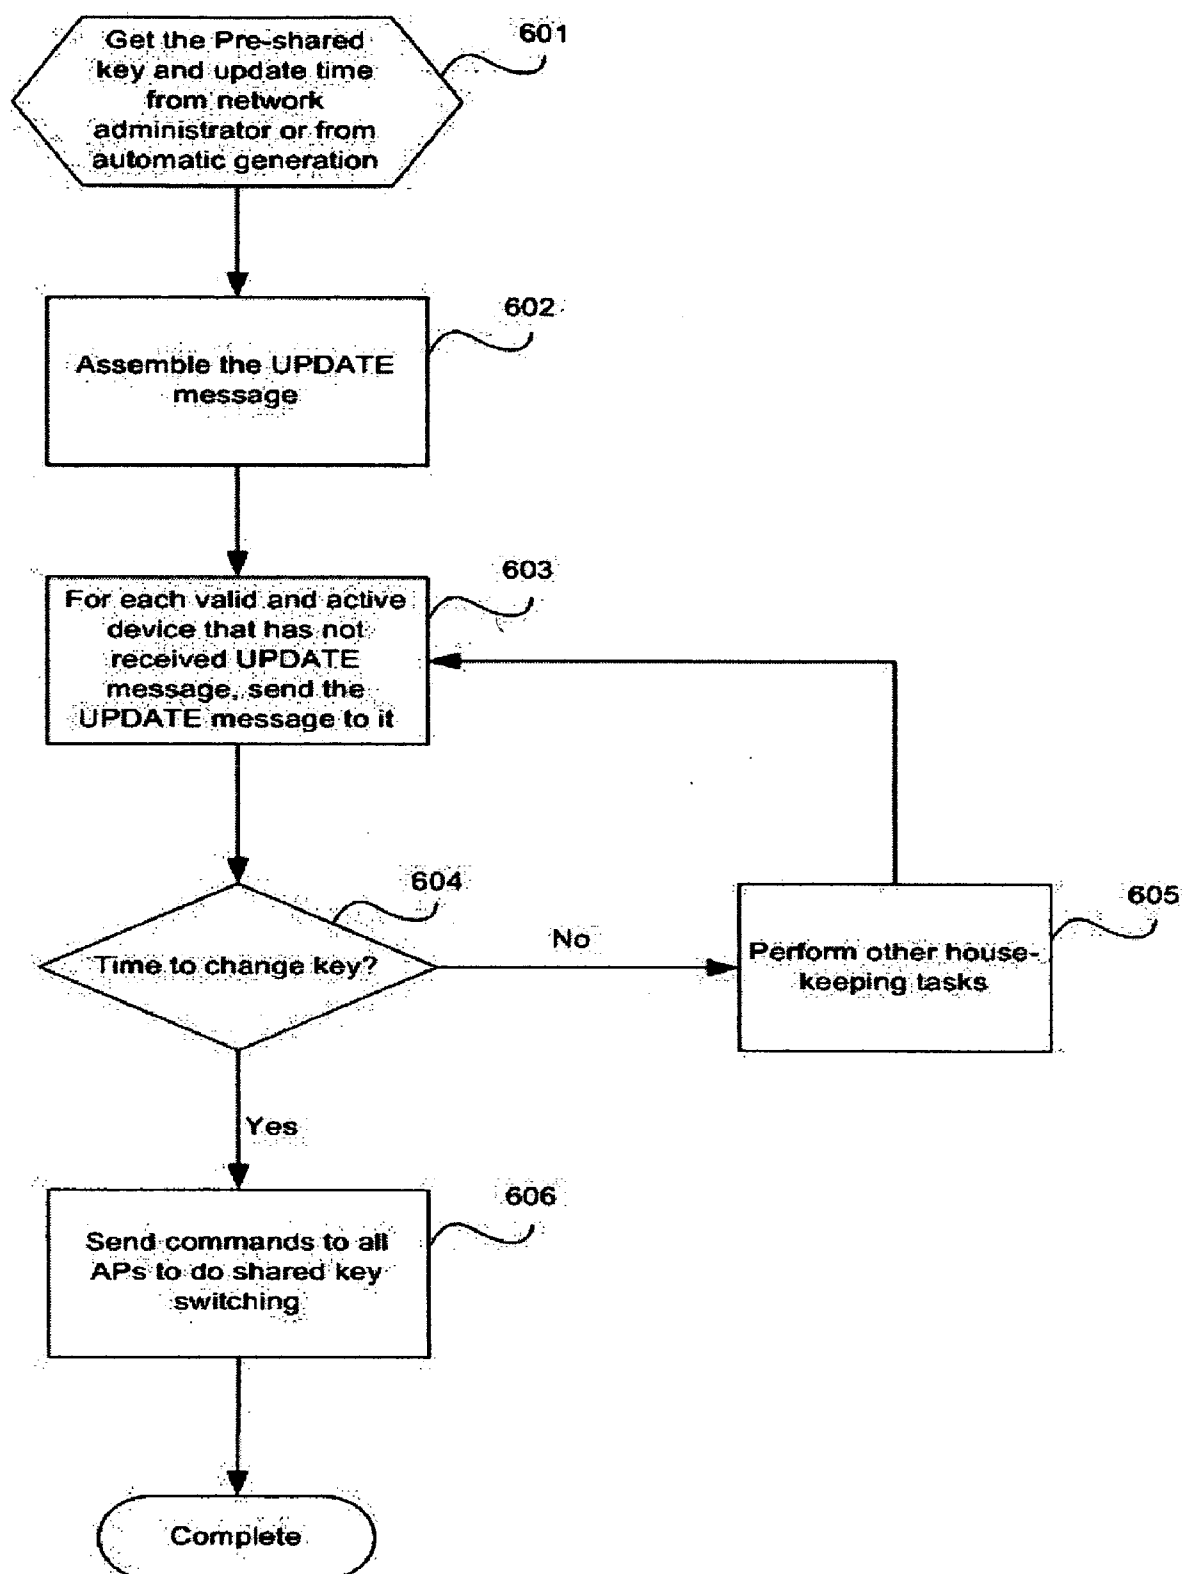 Get the Pre-shared
key and update time
from network
administrator or from
automatic generation
601
602
Assemble the UPDATE
message
603
For each valid and active
device that has not
received UPDATE
message, send the
UPDATE message to it
604
Time to change key?
No
605
Perform other house-
keeping tasks
Yes
606
Send commands to all
APs to do shared key
switching
Complete